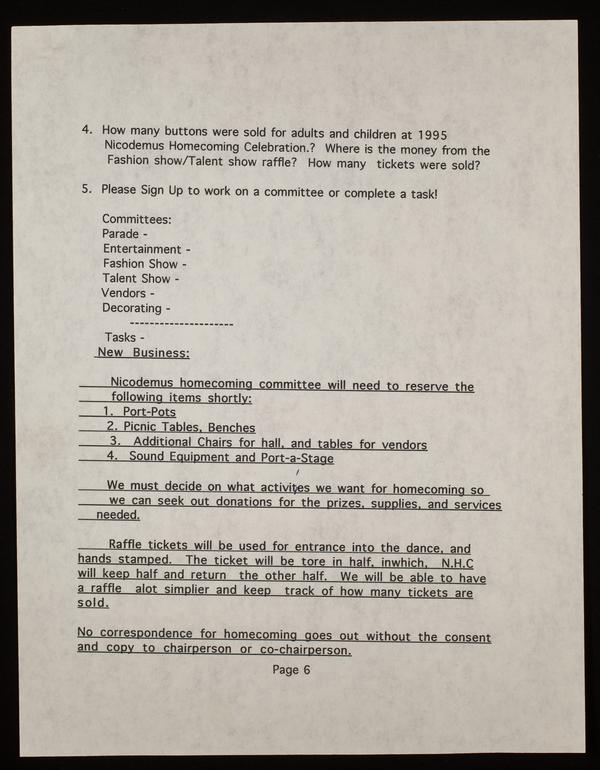 4. How many buttons were sold for adults and children at 1995
Nicodemus Homecoming Celebration.? Where is the money from the
Fashion show/Talent show raffle? How many tickets were sold?
5. Please Sign Up to work on a committee or complete a task!
Committees:
Parade -
Entertainment -
Fashion Show -
Talent Show -
Vendors -
Decorating -
---------------------
Tasks -
New Business:
Nicodemus homecoming committee will need to reserve the
following items shortly:
1. Port-Pots
2. Picnic Tables, Benches
3. Additional Chairs for hall, and tables for vendors
4. Sound Equipment and Port-a-Stage
We must decide on what activites we want for homecoming so
we can seek out donations for the prizes, supplies, and services
needed.
Raffle tickets will be used for entrance into the dance, and
hands stamped. The ticket will be tore in half, inwhich, N.H.C
will keep half and return the other half. We will be able to have
a raffle alot simplier and keep track of how many tickets are
sold.
No correspondence for homecoming goes out without the consent
and copy to chairperson or co-chairperson.
Page 6